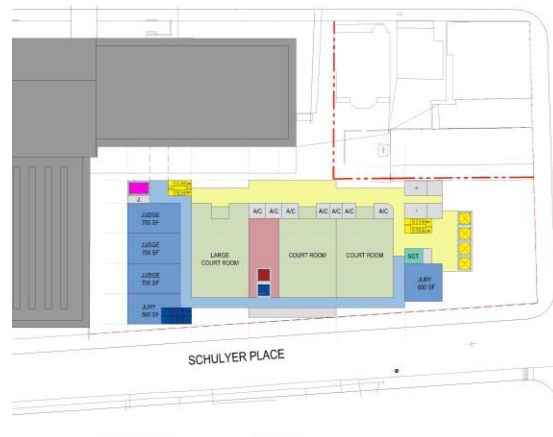 A/C A/C A/C A/C A/C A/C A/C
JUDGE
700 SF
JUDGE
700 SF
JUDGE
700 SF
JURY
560 SF
LARGE
COURT ROOM
COURT ROOM
COURT ROOM
JURY
600 SF
SCHULYER PLACE